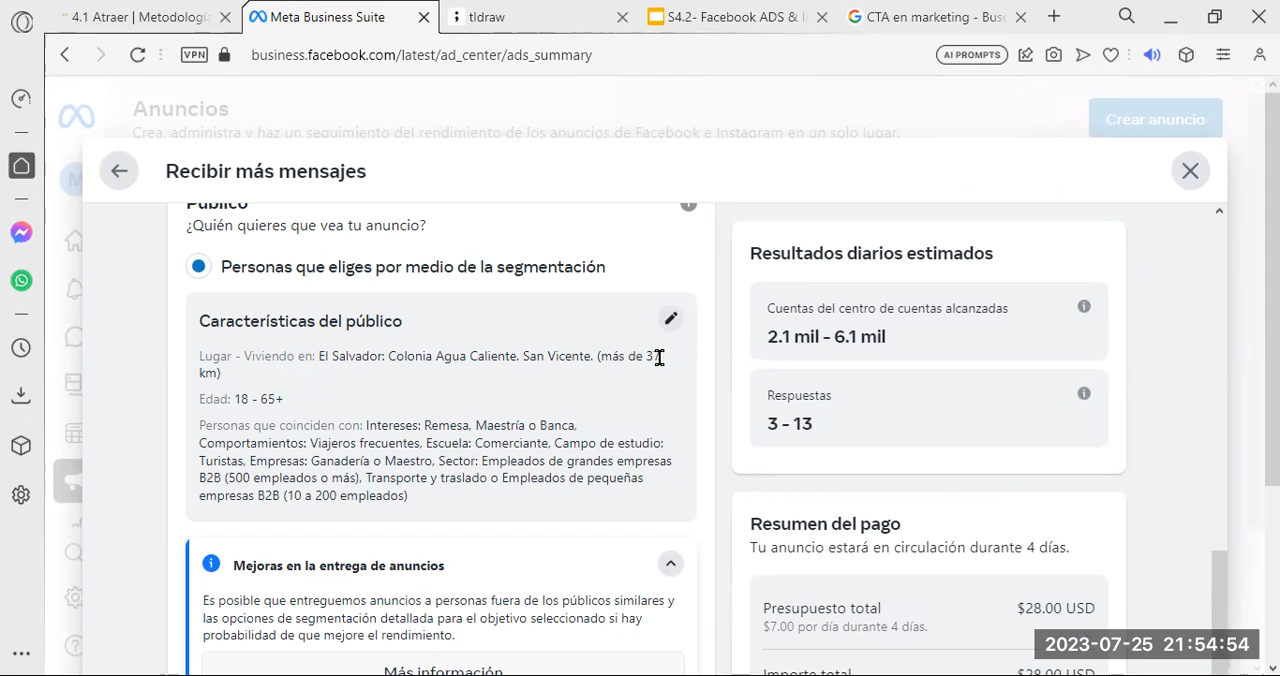 4.1 Atraer | Metodología
Meta Business Suite
tldraw
S4.2- Facebook ADS & I
CTA en marketing - Bus
VPN
business.facebook.com/latest/ad_center/ads_summary
AI PROMPTS
Anuncios
Crea, administra y haz un seguimiento del rendimiento de los anuncios de Facebook e Instagram en un solo lugar.
Crear anuncio
Recibir más mensajes
Público
¿Quién quieres que vea tu anuncio?
Personas que eliges por medio de la segmentación
Características del público
Lugar - Viviendo en: El Salvador: Colonia Agua Caliente. San Vicente. (más de
km)
Edad: 18 - 65+
Personas que coinciden con: Intereses: Remesa, Maestría o Banca,
Comportamientos: Viajeros frecuentes, Escuela: Comerciante, Campo de estudio:
Turistas, Empresas: Ganadería o Maestro, Sector: Empleados de grandes empresas
B2B (500 empleados o más), Transporte y traslado o Empleados de pequeñas
empresas B2B (10 a 200 empleados)
Mejoras en la entrega de anuncios
Es posible que entreguemos anuncios a personas fuera de los públicos similares y
las opciones de segmentación detallada para el objetivo seleccionado si hay
probabilidad de que mejore el rendimiento.
Más información
Resultados diarios estimados
Cuentas del centro de cuentas alcanzadas
2.1 mil - 6.1 mil
Respuestas
3 - 13
Resumen del pago
Tu anuncio estará en circulación durante 4 días.
Presupuesto total
$28.00 USD
$7.00 por día durante 4 días.
Importe total
$28.00 USD
2023-07-25 21:54:54